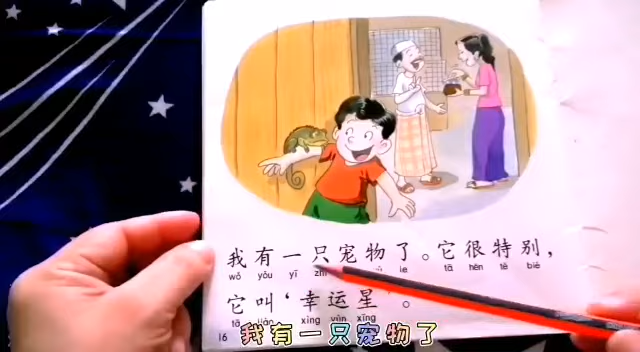 我有一只宠物了。它很特别，
wǒ yǒu yī le tā hěn tè bié
它叫‘幸运星’。
tā jiào xìng yùn xīng
16
我有一只宠物了